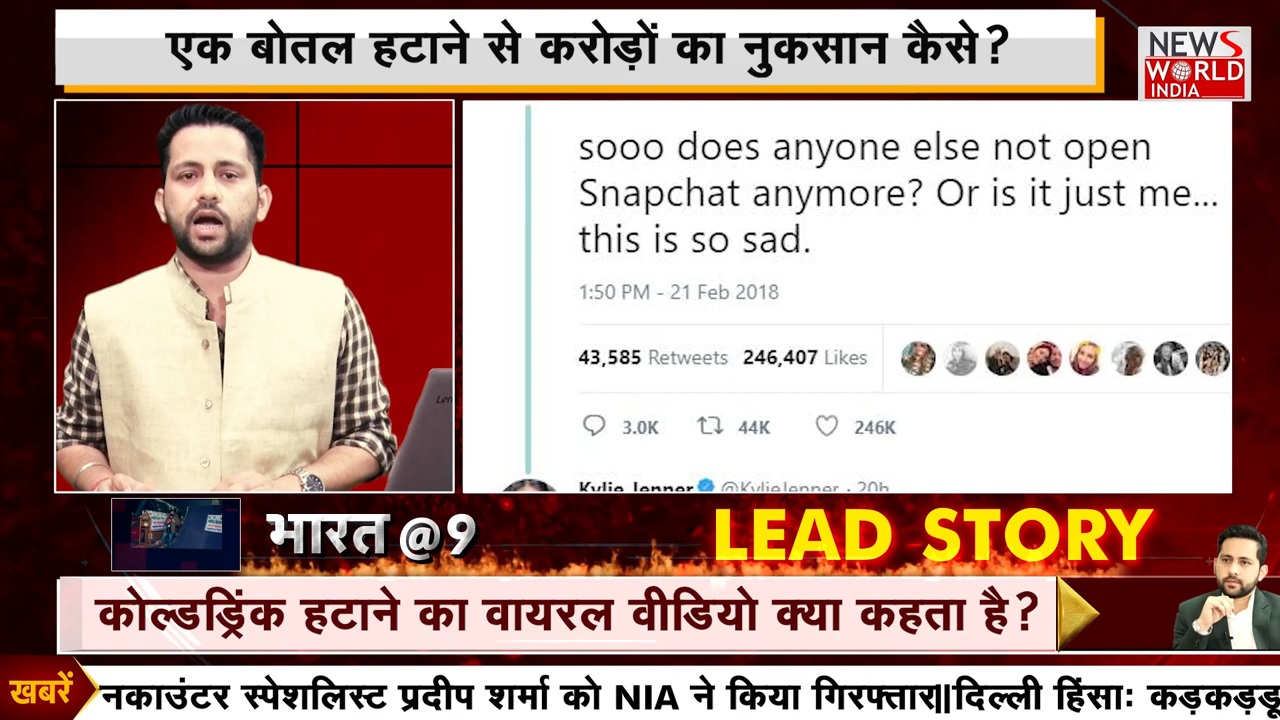 एक बोतल हटाने से करोड़ों का नुकसान कैसे?
NEWS
WORLD
INDIA
sooo does anyone else not open
Snapchat anymore? Or is it just me...
this is so sad.
1:50 PM - 21 Feb 2018
43,585 Retweets 246,407 Likes
3.0K 44K 246K
Kylie Jenner @KylieJenner · 20h
भारत @9
LEAD STORY
कोल्डड्रिंक हटाने का वायरल वीडियो क्या कहता है?
खबरें
नकाउंटर स्पेशलिस्ट प्रदीप शर्मा को NIA ने किया गिरफ्तार||दिल्ली हिंसाः कड़कड़डू